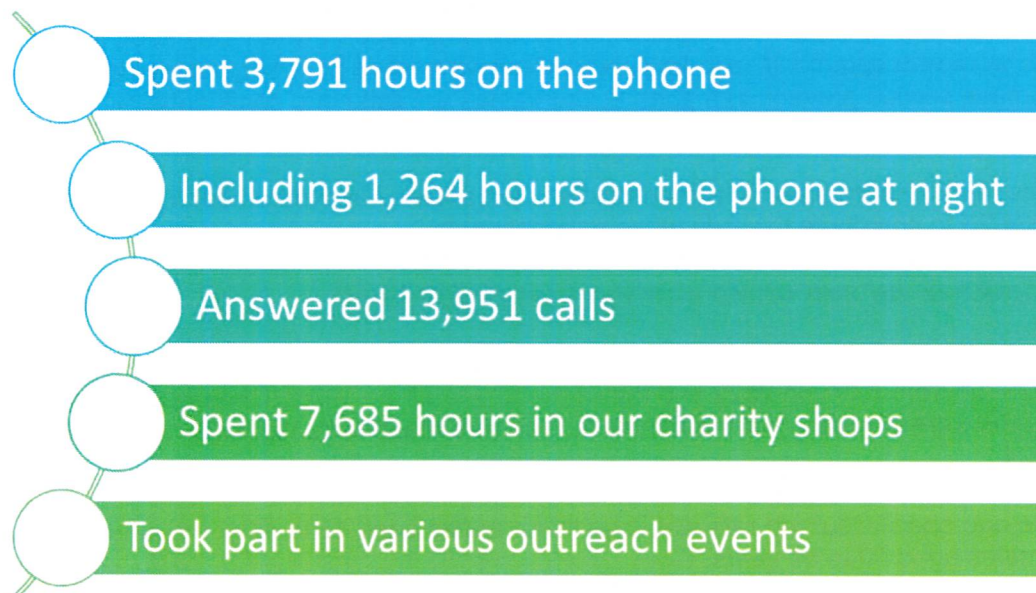 Spent 3,791 hours on the phone
Including 1,264 hours on the phone at night
Answered 13,951 calls
Spent 7,685 hours in our charity shops
Took part in various outreach events